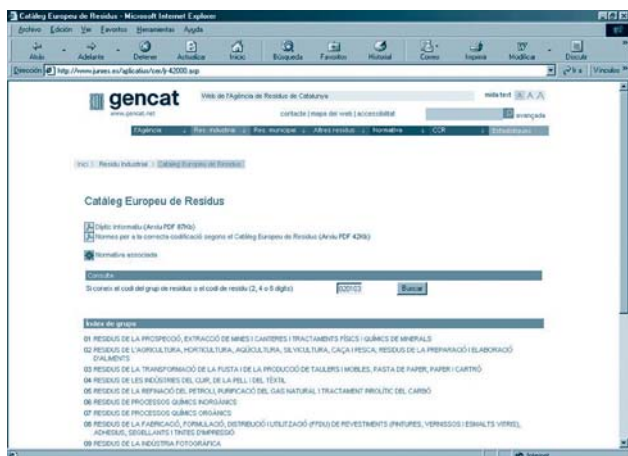 Catàleg Europeu de Residus - Microsoft Internet Explorer
Archivo Edición Ver Favoritos Herramientas Ayuda
Atrás Adelante Detener Actualizar Inicio Búsqueda Favoritos Historial Correo Imprimir Modificar Discutir
Dirección http://www.junres.es/aplicatius/cer/lj-42000.asp Ir a Vínculos
gencat Web de l'Agència de Residus de Catalunya mida text A A A
www.gencat.net contacte | mapa del web | accessibilitat avançada
l'Agència Res. industrial Res. municipal Altres residus Normativa CCR Estadístiques
Inici Residu Industrial Catàleg Europeu de Residus
Catàleg Europeu de Residus
Díptic informatiu (Arxiu PDF 87Kb)
Normes per a la correcta codificació segons el Catàleg Europeu de Residus (Arxiu PDF 42Kb)
Normativa associada
Consulta
Si coneix el codi del grup de residus o el codi de residu (2, 4 o 6 dígits) 020103 Buscar
Índex de grups
01 RESIDUS DE LA PROSPECCIÓ, EXTRACCIÓ DE MINES I CANTERES I TRACTAMENTS FÍSICS I QUÍMICS DE MINERALS
02 RESIDUS DE L'AGRICULTURA, HORTICULTURA, AQÜICULTURA, SILVICULTURA, CAÇA I PESCA, RESIDUS DE LA PREPARACIÓ I ELABORACIÓ
D'ALIMENTS
03 RESIDUS DE LA TRANSFORMACIÓ DE LA FUSTA I DE LA PRODUCCIÓ DE TAULERS I MOBLES, PASTA DE PAPER, PAPER I CARTRÓ
04 RESIDUS DE LES INDÚSTRIES DEL CUIR, DE LA PELL I DEL TÈXTIL
05 RESIDUS DE LA REFINACIÓ DEL PETROLI, PURIFICACIÓ DEL GAS NATURAL I TRACTAMENT PIROLÍTIC DEL CARBÓ
06 RESIDUS DE PROCESSOS QUÍMICS INORGÀNICS
07 RESIDUS DE PROCESSOS QUÍMICS ORGÀNICS
08 RESIDUS DE LA FABRICACIÓ, FORMULACIÓ, DISTRIBUCIÓ I UTILITZACIÓ (FFDU) DE REVESTIMENTS (PINTURES, VERNISSOS I ESMALTS VITRIS),
ADHESIUS, SEGELLANTS I TINTES D'IMPRESSIÓ
09 RESIDUS DE LA INDÚSTRIA FOTOGRÀFICA
Internet